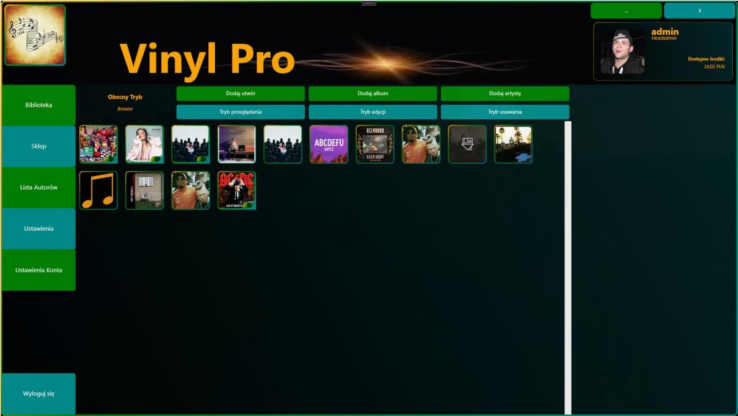 Vinyl Pro
-
X
admin
Headadmin
Dostępne środki:
24,02 PLN
Biblioteka
Sklep
Lista Autorów
Ustawienia
Ustawienia Konta
Wyloguj się
Obecny Tryb
Browse
Dodaj utwór
Dodaj album
Dodaj artystę
Tryb przeglądania
Tryb edycji
Tryb usuwania
ABCDEFU
GAYLE